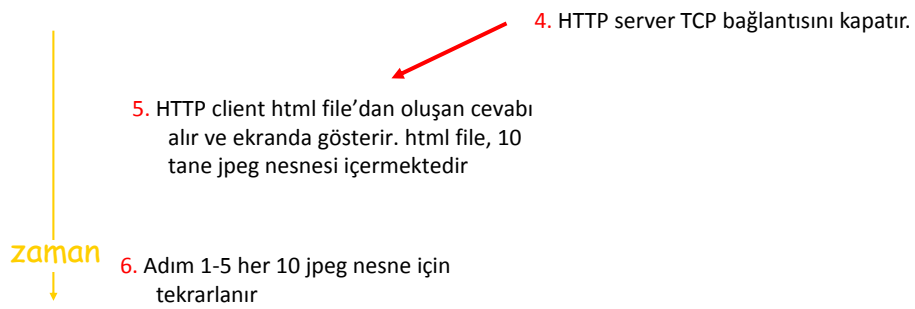 4. HTTP server TCP bağlantısını kapatır.
5. HTTP client html file’dan oluşan cevabı
alır ve ekranda gösterir. html file, 10
tane jpeg nesnesi içermektedir
zaman
6. Adım 1-5 her 10 jpeg nesne için
tekrarlanır